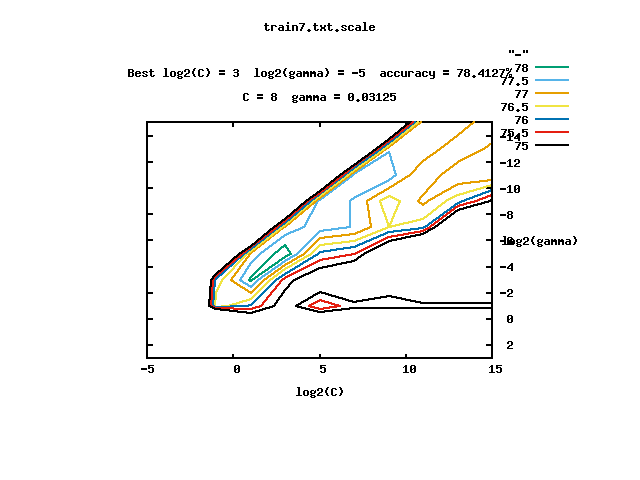 train7.txt.scale
"-"
Best log2(C) = 3 log2(gamma) = -5 accuracy = 78.4127%
78
77.5
C = 8 gamma = 0.03125
77
76.5
76
75.5
-14
75
-12
-10
-8
-6
log2(gamma)
-4
-2
0
2
-5 0 5 10 15
log2(C)